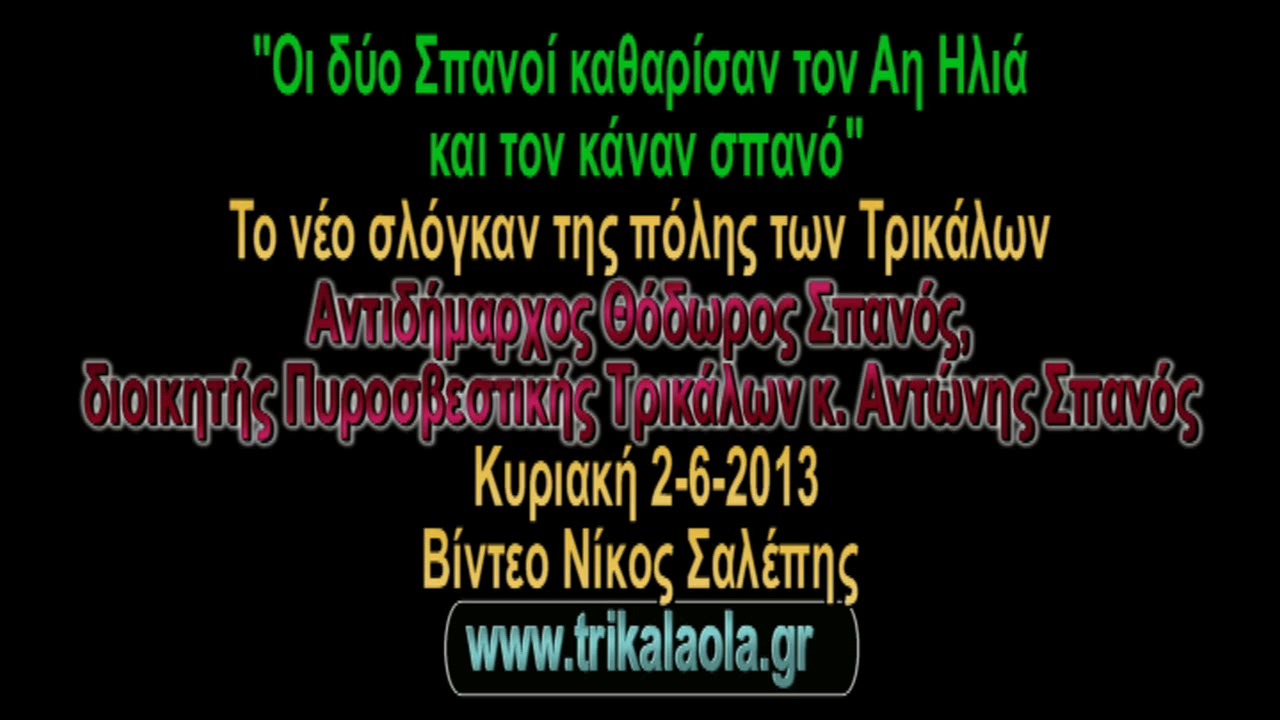 "Οι δύο Σπανοί καθαρίσαν τον Αη Ηλιά
και τον κάναν σπανό"
Το νέο σλόγκαν της πόλης των Τρικάλων
Αντιδήμαρχος Θόδωρος Σπανός,
διοικητής Πυροσβεστικής Τρικάλων κ. Αντώνης Σπανός
Κυριακή 2-6-2013
Βίντεο Νίκος Σαλέπης
www.trikalaola.gr